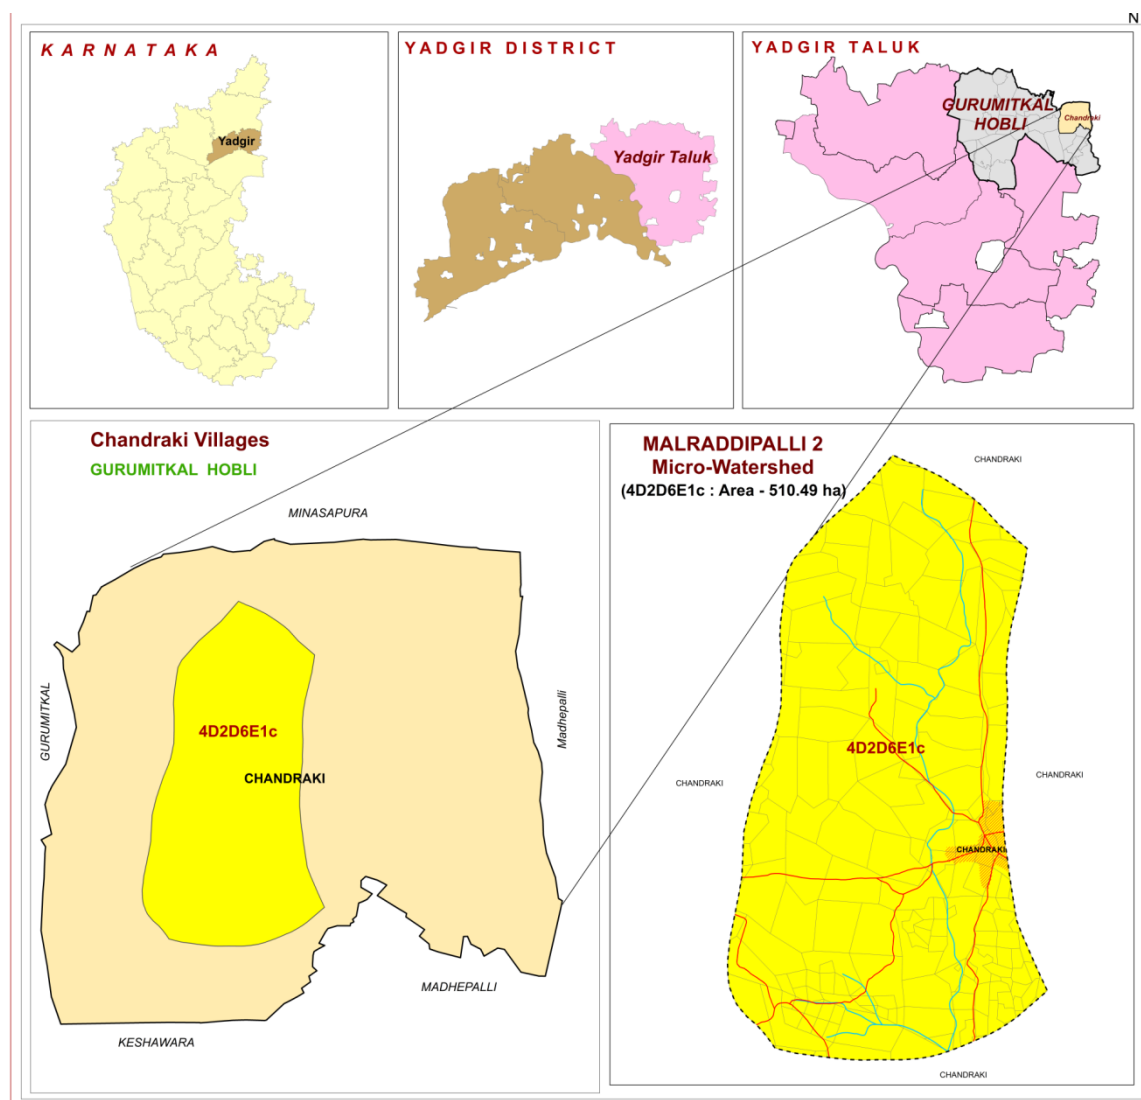 N
KARNATAKA
Yadgir
YADGIR DISTRICT
Yadgir Taluk
YADGIR TALUK
GURUMITKAL
HOBLI
Chandraki
Chandraki Villages
GURUMITKAL HOBLI
MINASAPURA
GURUMITKAL
4D2D6E1c
CHANDRAKI
Madhepalli
MADHEPALLI
KESHAWARA
MALRADDIPALLI 2
Micro-Watershed
(4D2D6E1c : Area - 510.49 ha)
CHANDRAKI
4D2D6E1c
CHANDRAKI
CHANDRAKI
CHANDRAKI
CHANDRAKI